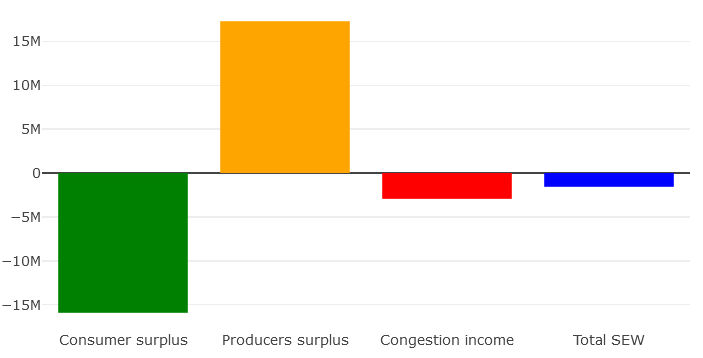 15M
10M
5M
0
−5M
−10M
−15M
Consumer surplus Producers surplus Congestion income Total SEW